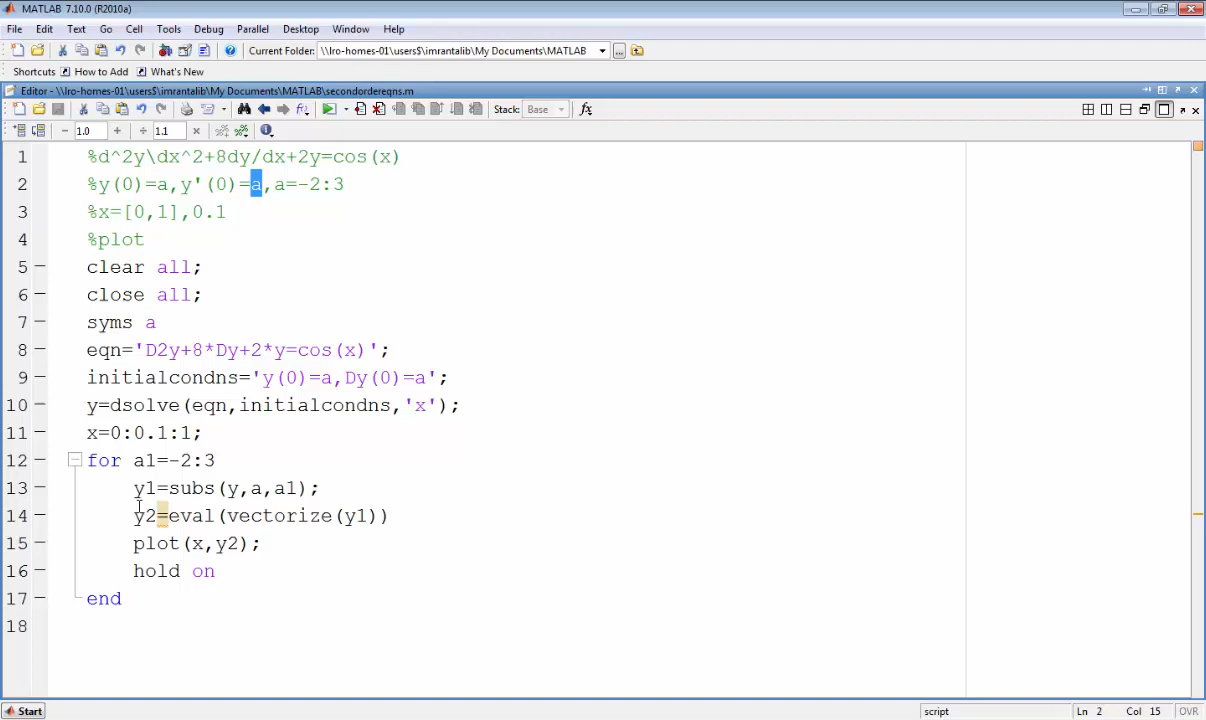 MATLAB 7.10.0 (R2010a)
File Edit Text Go Cell Tools Debug Parallel Desktop Window Help
Current Folder: \\lro-homes-01\users$\imrantalib\My Documents\MATLAB
Shortcuts How to Add What's New
Editor - \\lro-homes-01\users$\imrantalib\My Documents\MATLAB\secondordereqns.m
Stack: Base fx
- 1.0 + ÷ 1.1 ×
1 %d^2y\dx^2+8dy/dx+2y=cos(x)
2 %y(0)=a,y'(0)=a,a=-2:3
3 %x=[0,1],0.1
4 %plot
5 - clear all;
6 - close all;
7 - syms a
8 - eqn='D2y+8*Dy+2*y=cos(x)';
9 - initialcondns='y(0)=a,Dy(0)=a';
10 - y=dsolve(eqn,initialcondns,'x');
11 - x=0:0.1:1;
12 - for a1=-2:3
13 - y1=subs(y,a,a1);
14 - y2=eval(vectorize(y1))
15 - plot(x,y2);
16 - hold on
17 - end
18
Start script Ln 2 Col 15 OVR